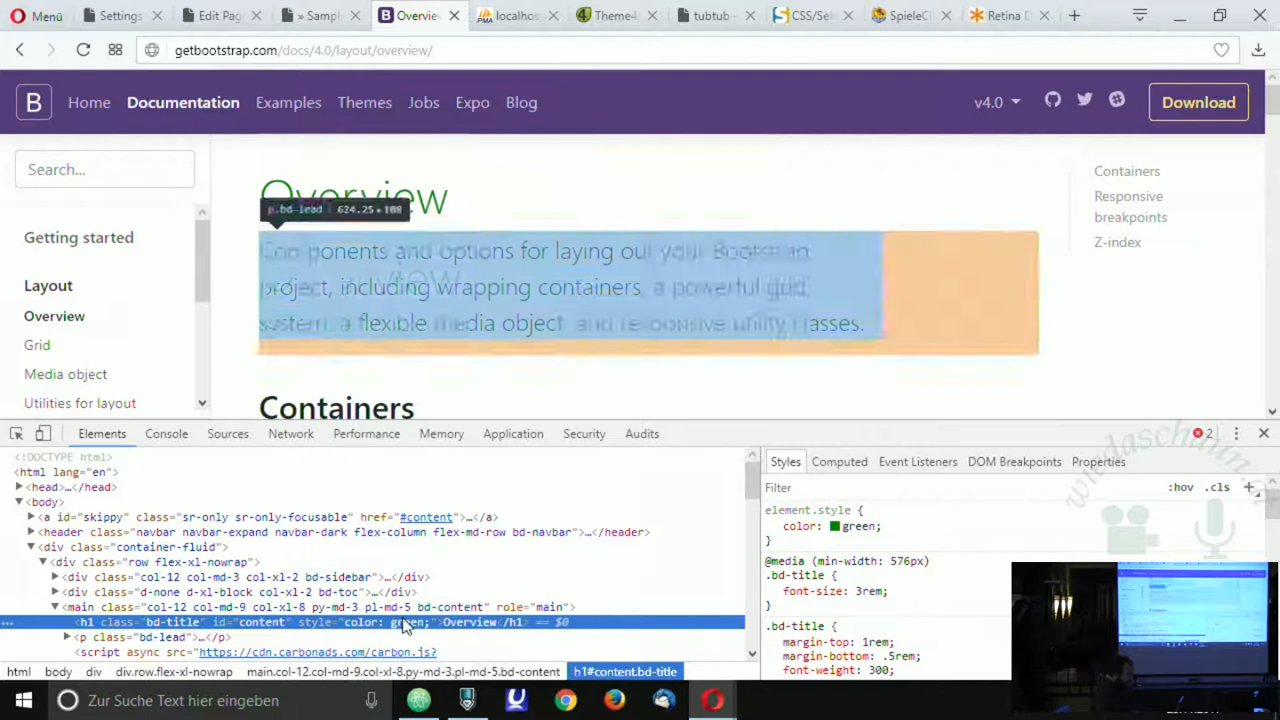 Menü Settings Edit Pag » Sampl Overvie localhos Theme4 tubtub - CSS/Sel SpieleC Retina D
getbootstrap.com/docs/4.0/layout/overview/
B Home Documentation Examples Themes Jobs Expo Blog v4.0 Download
Search...
Getting started
Layout
Overview
Grid
Media object
Utilities for layout
Overview
p.bd-lead 624.25 × 108
Components and options for laying out your Bootstrap
project, including wrapping containers, a powerful grid
system, a flexible media object, and responsive utility classes.
Containers
Containers
Responsive
breakpoints
Z-index
Elements Console Sources Network Performance Memory Application Security Audits 2
<!DOCTYPE html>
<html lang="en">
<head>…</head>
<body>
<a id="skippy" class="sr-only sr-only-focusable" href="#content">…</a>
<header class="navbar navbar-expand navbar-dark flex-column flex-md-row bd-navbar">…</header>
<div class="container-fluid">
<div class="row flex-xl-nowrap">
<div class="col-12 col-md-3 col-xl-2 bd-sidebar">…</div>
<div class="d-none d-xl-block col-xl-2 bd-toc">…</div>
<main class="col-12 col-md-9 col-xl-8 py-md-3 pl-md-5 bd-content" role="main">
<h1 class="bd-title" id="content" style="color: green;">Overview</h1> == $0
<p class="bd-lead">…</p>
<script async src="https://cdn.carbonads.com/carbon.js?
html body div div.row.flex-xl-nowrap main.col-12.col-md-9.col-xl-8.py-md-3.pl-md-5.bd-content h1#content.bd-title
Styles Computed Event Listeners DOM Breakpoints Properties
Filter :hov .cls +
element.style {
color: green;
}
@media (min-width: 576px)
.bd-title {
font-size: 3rem;
}
.bd-title {
margin-top: 1rem;
margin-bottom: .5rem;
font-weight: 300;
Zur Suche Text hier eingeben